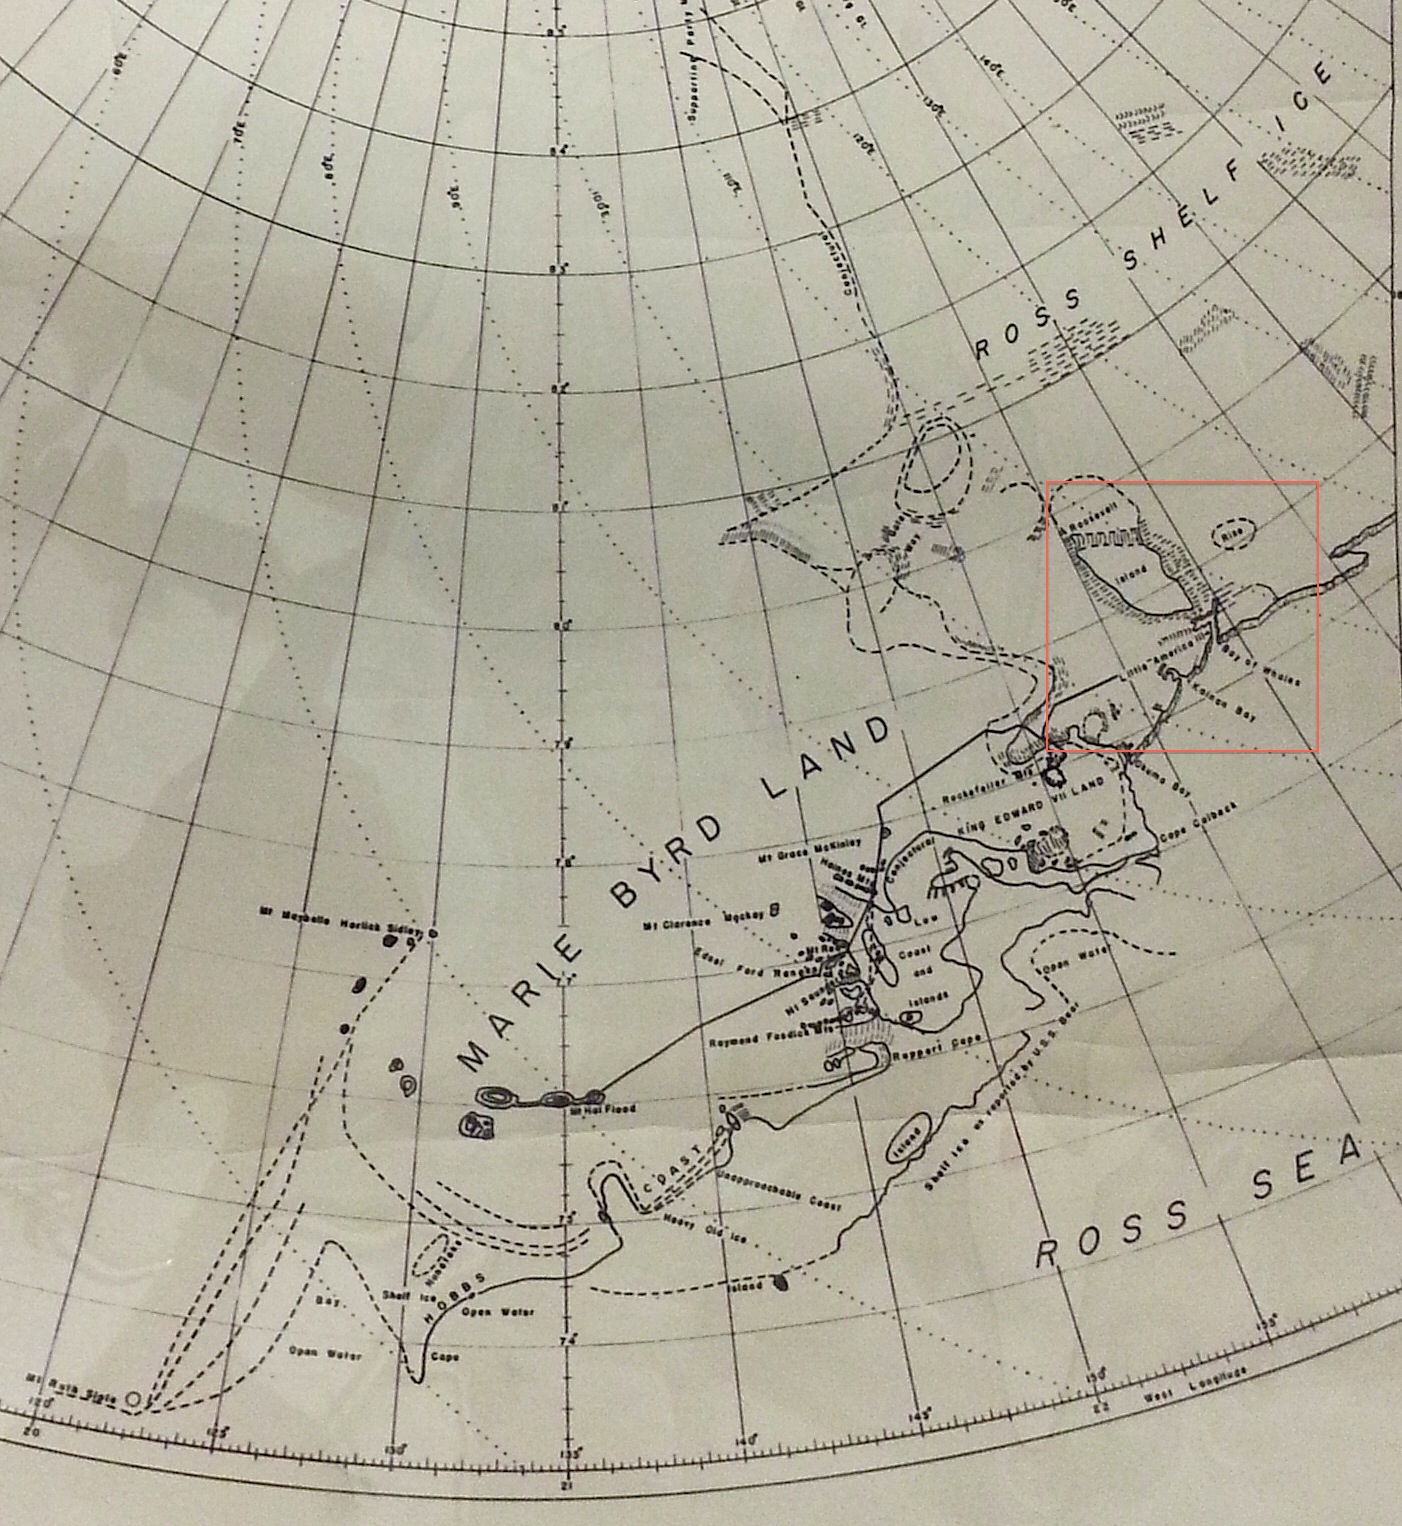 60°E
70°E
80°E
90°E
100°E
110°E
120°E
130°E
140°E
Supporting Party
85°
84°
83°
82°
81°
80°
79°
78°
77°
75°
74°
ROSS SHELF ICE
Conjectural
Roosevelt
Island
Rise
Little America
Bay of Whales
Kainan Bay
Okuma Bay
Cape Colbeck
Rockefeller Mts
KING EDWARD VII LAND
MARIE BYRD LAND
Mt Grace McKinley
Haines Mts
Conjectural
Mt Clarence Mackay
Edsel Ford Ranges
Raymond Fosdick Mts
Low
Coast
and
Islands
Open Water
Ruppert Cape
Mt Maybelle Horlick Sidley
Mt Hal Flood
COAST
Unapproachable Coast
Heavy Old Ice
Island
Shelf Ice as reported by U.S.S. Bear
Island
ROSS SEA
HOBBS
Shelf Ice
Open Water
Bay
Open Water
Cape
Mt Ruth Siple
120°
125°
130°
135°
140°
145°
150°
155°
20
21
22
West Longitude